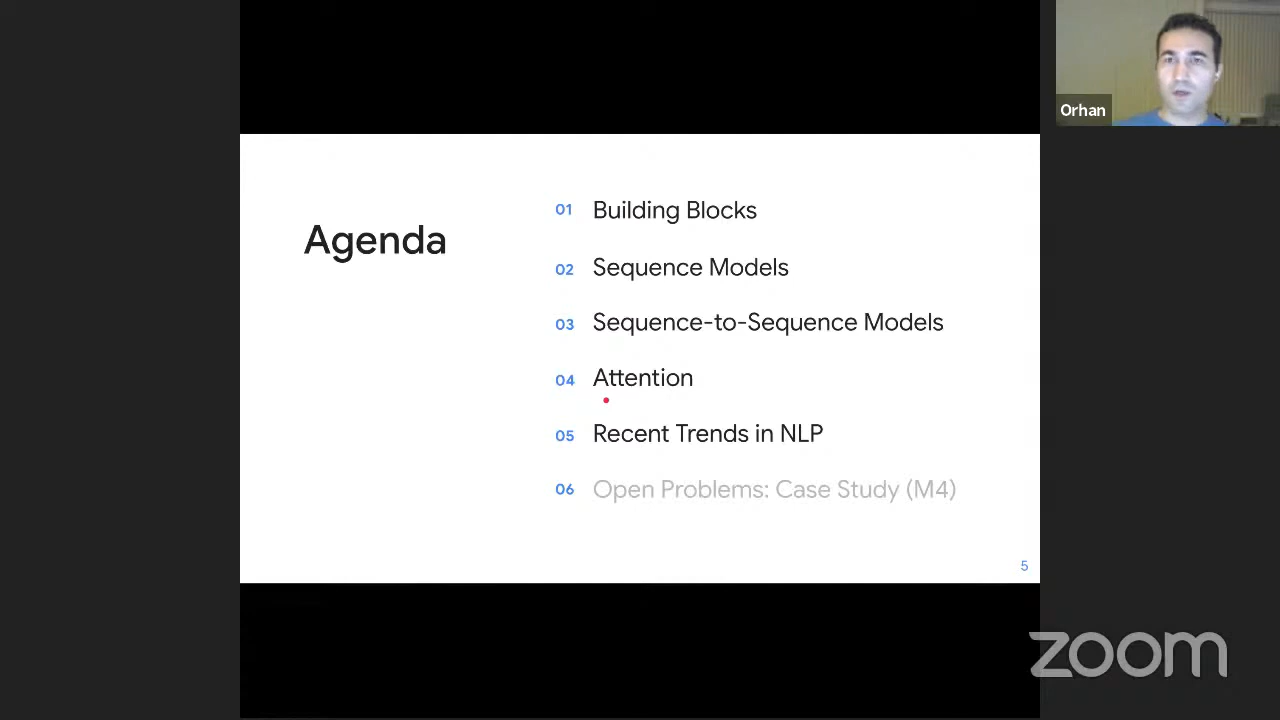 Orhan
Agenda
01 Building Blocks
02 Sequence Models
03 Sequence-to-Sequence Models
04 Attention
05 Recent Trends in NLP
06 Open Problems: Case Study (M4)
5
zoom